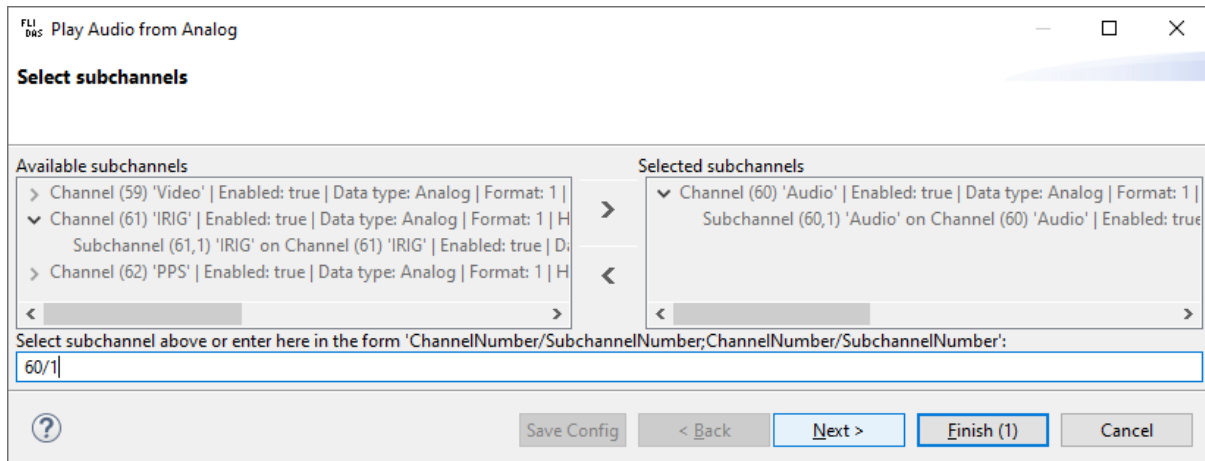 FLI DAS Play Audio from Analog
Select subchannels
Available subchannels
Channel (59) 'Video' | Enabled: true | Data type: Analog | Format: 1 |
Channel (61) 'IRIG' | Enabled: true | Data type: Analog | Format: 1 | H
Subchannel (61,1) 'IRIG' on Channel (61) 'IRIG' | Enabled: true | Da
Channel (62) 'PPS' | Enabled: true | Data type: Analog | Format: 1 | H
Selected subchannels
Channel (60) 'Audio' | Enabled: true | Data type: Analog | Format: 1 |
Subchannel (60,1) 'Audio' on Channel (60) 'Audio' | Enabled: true
Select subchannel above or enter here in the form 'ChannelNumber/SubchannelNumber;ChannelNumber/SubchannelNumber':
60/1
Save Config < Back Next > Finish (1) Cancel